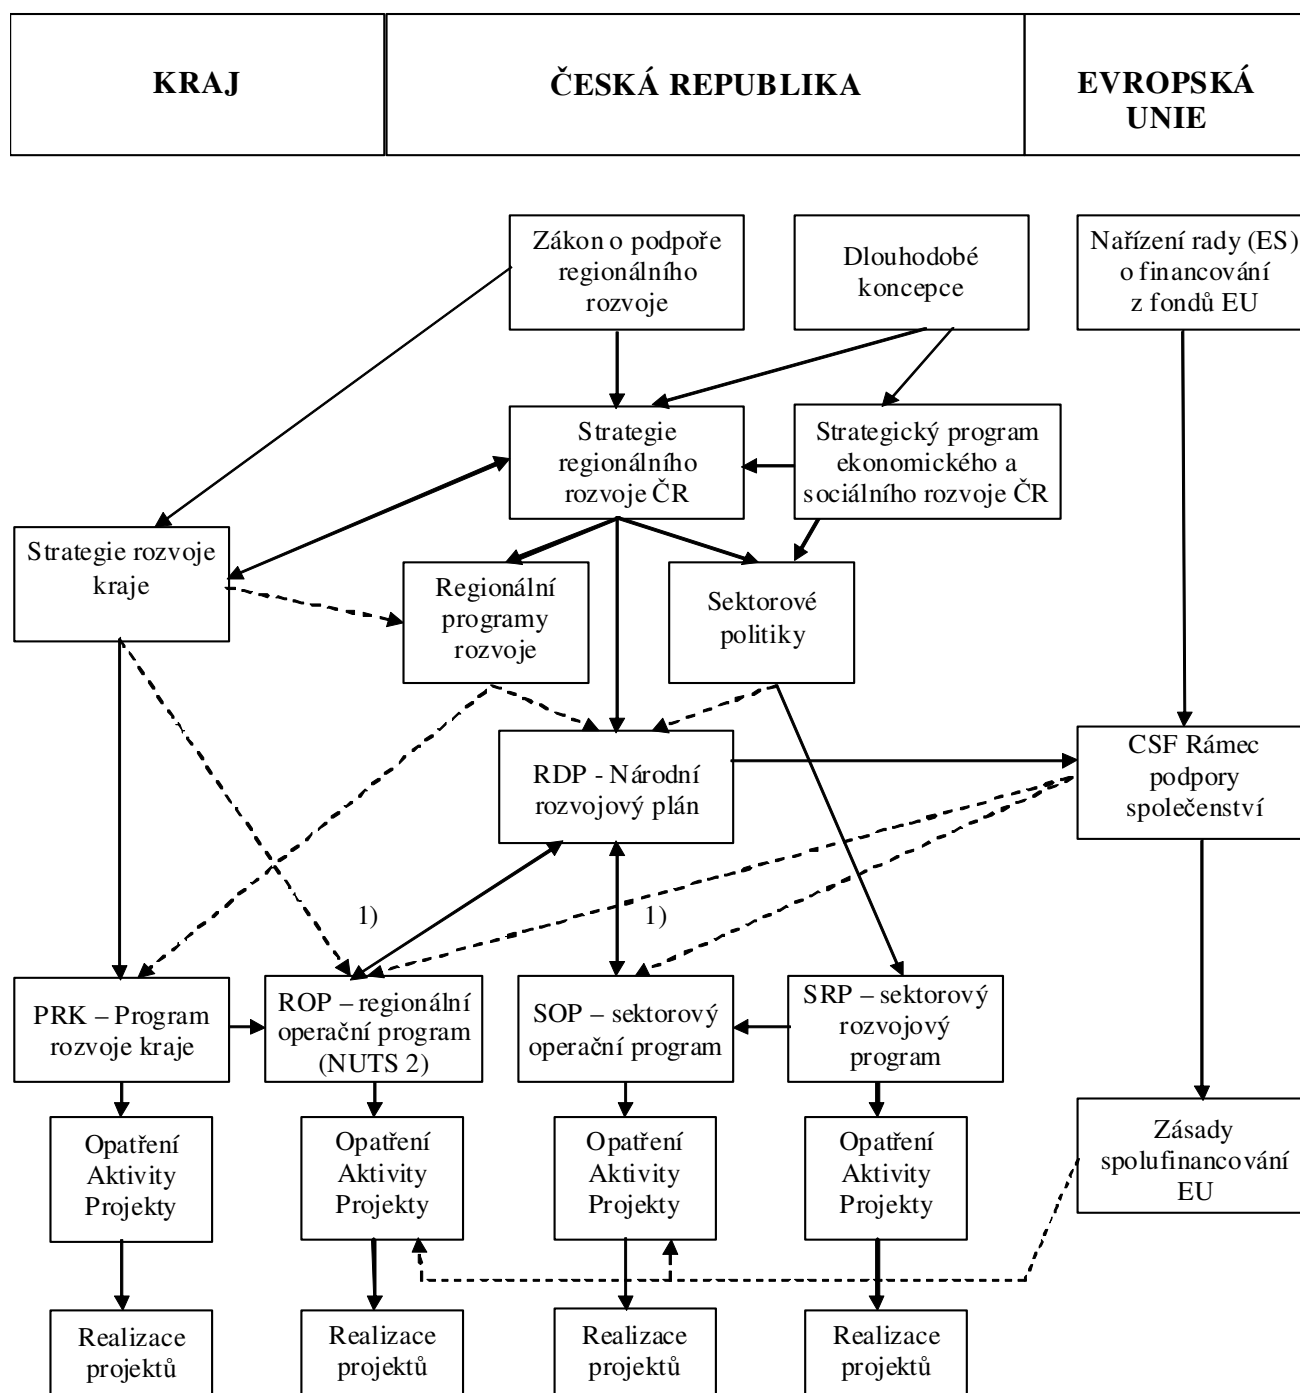 KRAJ
ČESKÁ REPUBLIKA
EVROPSKÁ
UNIE
Zákon o podpoře
regionálního
rozvoje
Dlouhodobé
koncepce
Nařízení rady (ES)
o financování
z fondů EU
Strategie
regionálního
rozvoje ČR
Strategický program
ekonomického a
sociálního rozvoje ČR
Strategie rozvoje
kraje
Regionální
programy
rozvoje
Sektorové
politiky
RDP - Národní
rozvojový plán
CSF Rámec
podpory
společenství
1)
1)
PRK – Program
rozvoje kraje
ROP – regionální
operační program
(NUTS 2)
SOP – sektorový
operační program
SRP – sektorový
rozvojový
program
Opatření
Aktivity
Projekty
Opatření
Aktivity
Projekty
Opatření
Aktivity
Projekty
Opatření
Aktivity
Projekty
Zásady
spolufinancování
EU
Realizace
projektů
Realizace
projektů
Realizace
projektů
Realizace
projektů